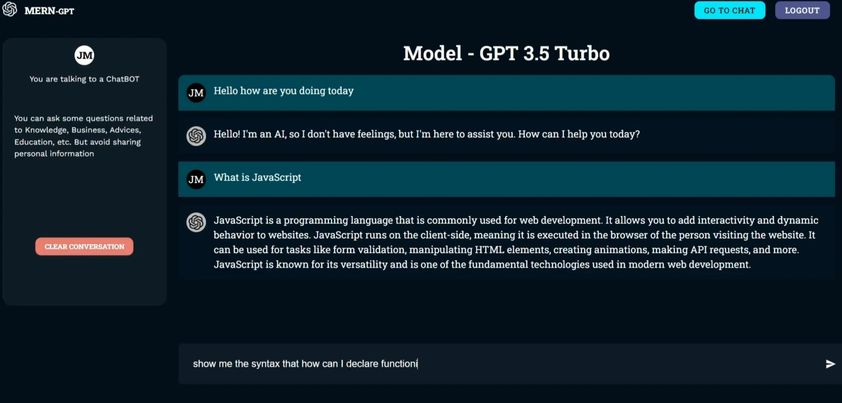 MERN-GPT
GO TO CHAT
LOGOUT
JM
You are talking to a ChatBOT
You can ask some questions related
to Knowledge, Business, Advices,
Education, etc. But avoid sharing
personal information
CLEAR CONVERSATION
Model - GPT 3.5 Turbo
JM
Hello how are you doing today
Hello! I'm an AI, so I don't have feelings, but I'm here to assist you. How can I help you today?
JM
What is JavaScript
JavaScript is a programming language that is commonly used for web development. It allows you to add interactivity and dynamic
behavior to websites. JavaScript runs on the client-side, meaning it is executed in the browser of the person visiting the website. It
can be used for tasks like form validation, manipulating HTML elements, creating animations, making API requests, and more.
JavaScript is known for its versatility and is one of the fundamental technologies used in modern web development.
show me the syntax that how can I declare functioni